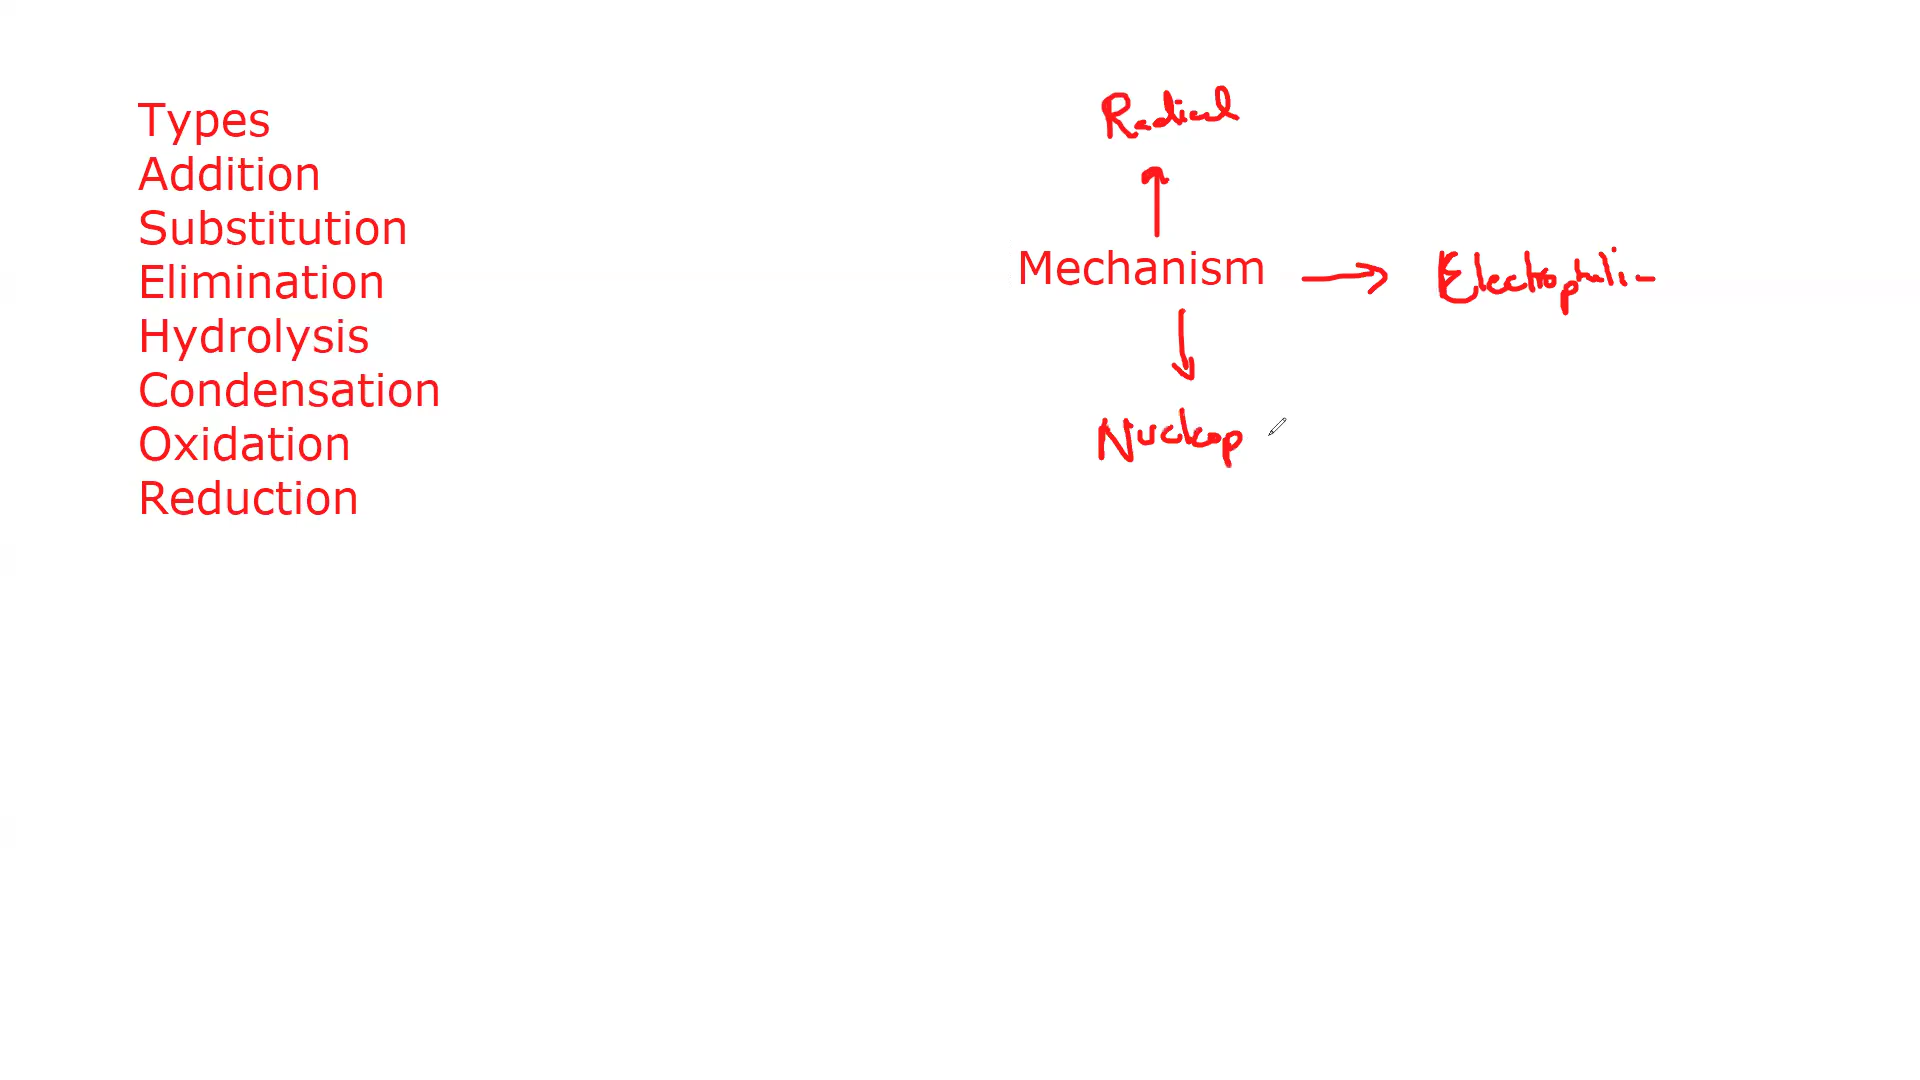 Types
Addition
Substitution
Elimination
Hydrolysis
Condensation
Oxidation
Reduction
Radical
Mechanism
Electrophili-
Nucleop